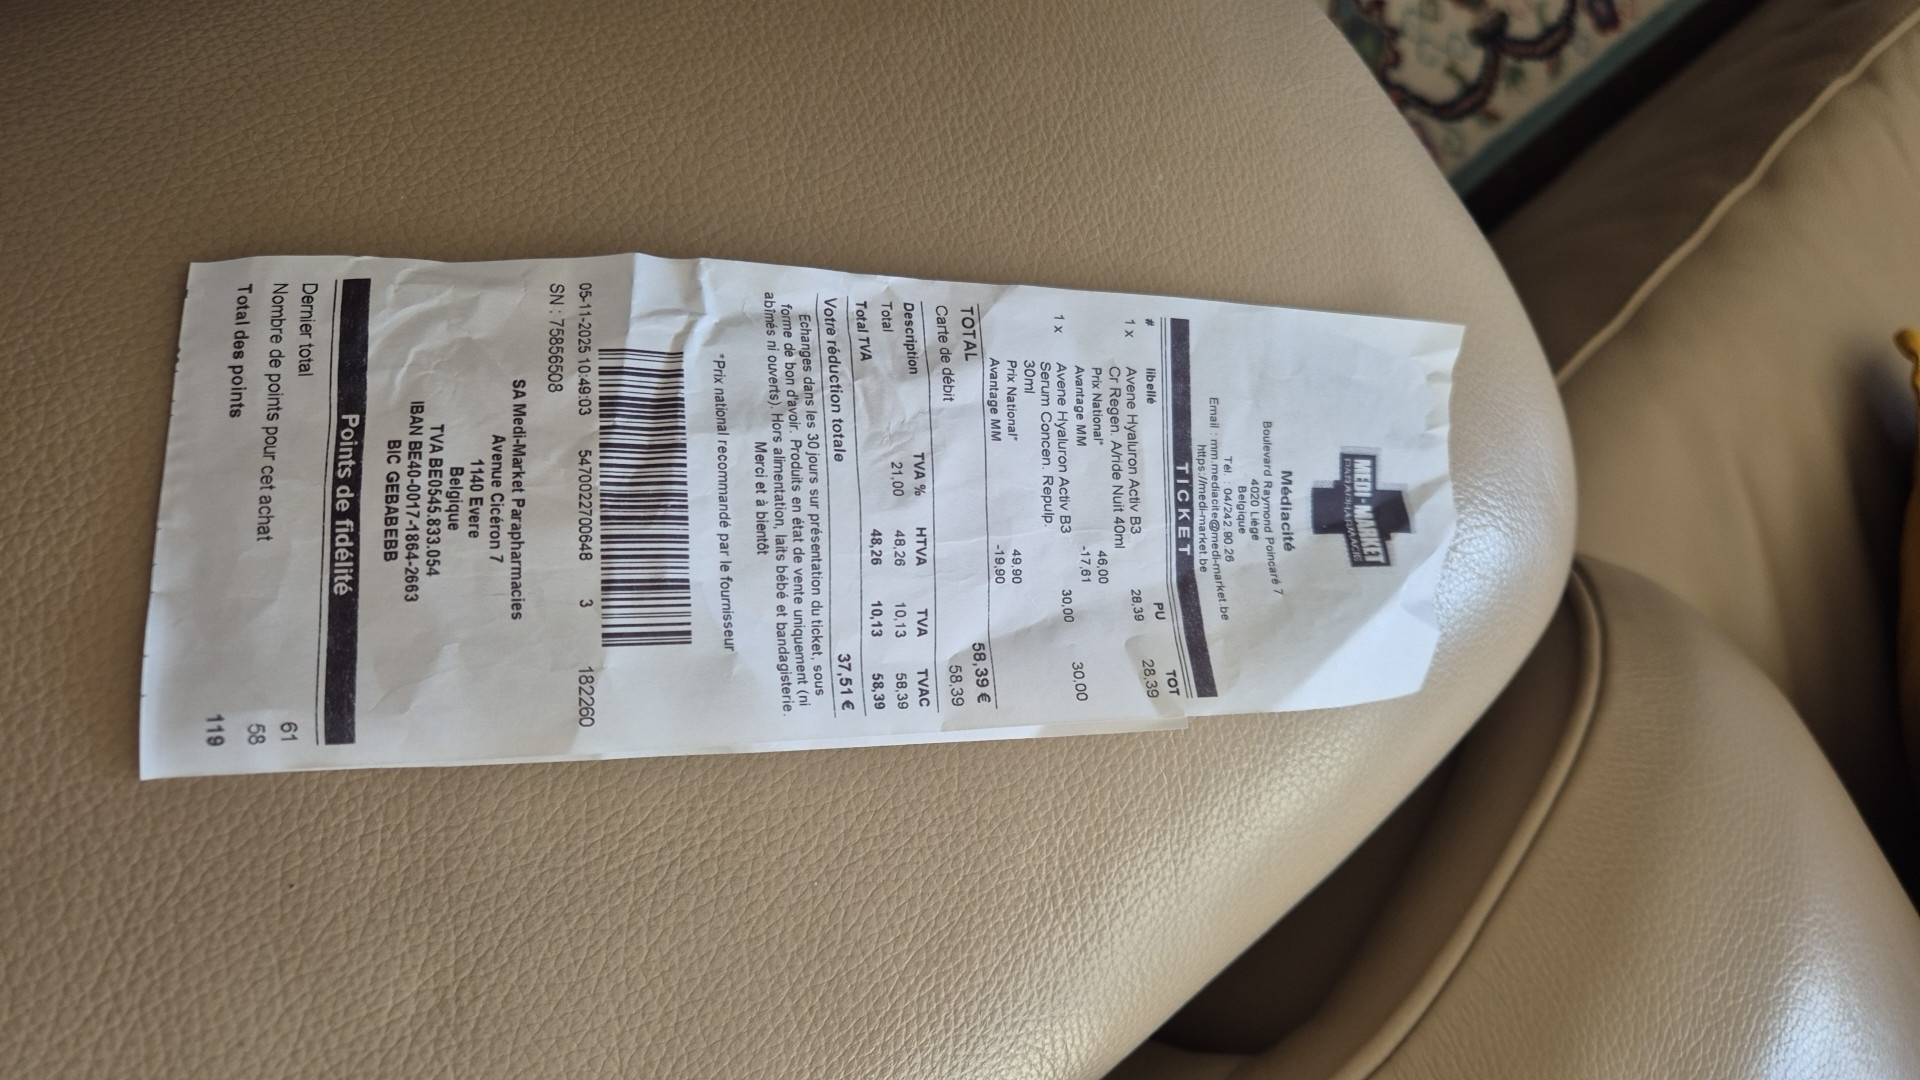 MEDI-MARKET
PARAPHARMACIE
Médiacité
Boulevard Raymond Poincaré 7
4020 Liège
Belgique
Tel : 04/242.90.26
Email : mm.mediacite@medi-market.be
https://medi-market.be
TICKET
# libellé PU TOT
1 x Avene Hyaluron Activ B3 28,39 28,39
Cr Regen. A/ride Nuit 40ml
Prix National* 46,00
Avantage MM -17,61
1 x Avene Hyaluron Activ B3 30,00 30,00
Serum Concen. Repulp.
30ml
Prix National* 49,90
Avantage MM -19,90
TOTAL 58,39 €
Carte de débit 58,39
Description TVA % HTVA TVA TVAC
Total 21,00 48,26 10,13 58,39
Total TVA 48,26 10,13 58,39
Votre réduction totale 37,51 €
Echanges dans les 30 jours sur présentation du ticket, sous
forme de bon d'avoir. Produits en état de vente uniquement (ni
abîmés ni ouverts). Hors alimentation, laits bébé et bandagisterie.
Merci et à bientôt
*Prix national recommandé par le fournisseur
05-11-2025 10:49:03 5470022700648 3 182260
SN : 75856508
SA Medi-Market Parapharmacies
Avenue Cicéron 7
1140 Evere
Belgique
TVA BE0545.833.054
IBAN BE40-0017-1864-2663
BIC GEBABEBB
Points de fidélité
Dernier total 61
Nombre de points pour cet achat 58
Total des points 119